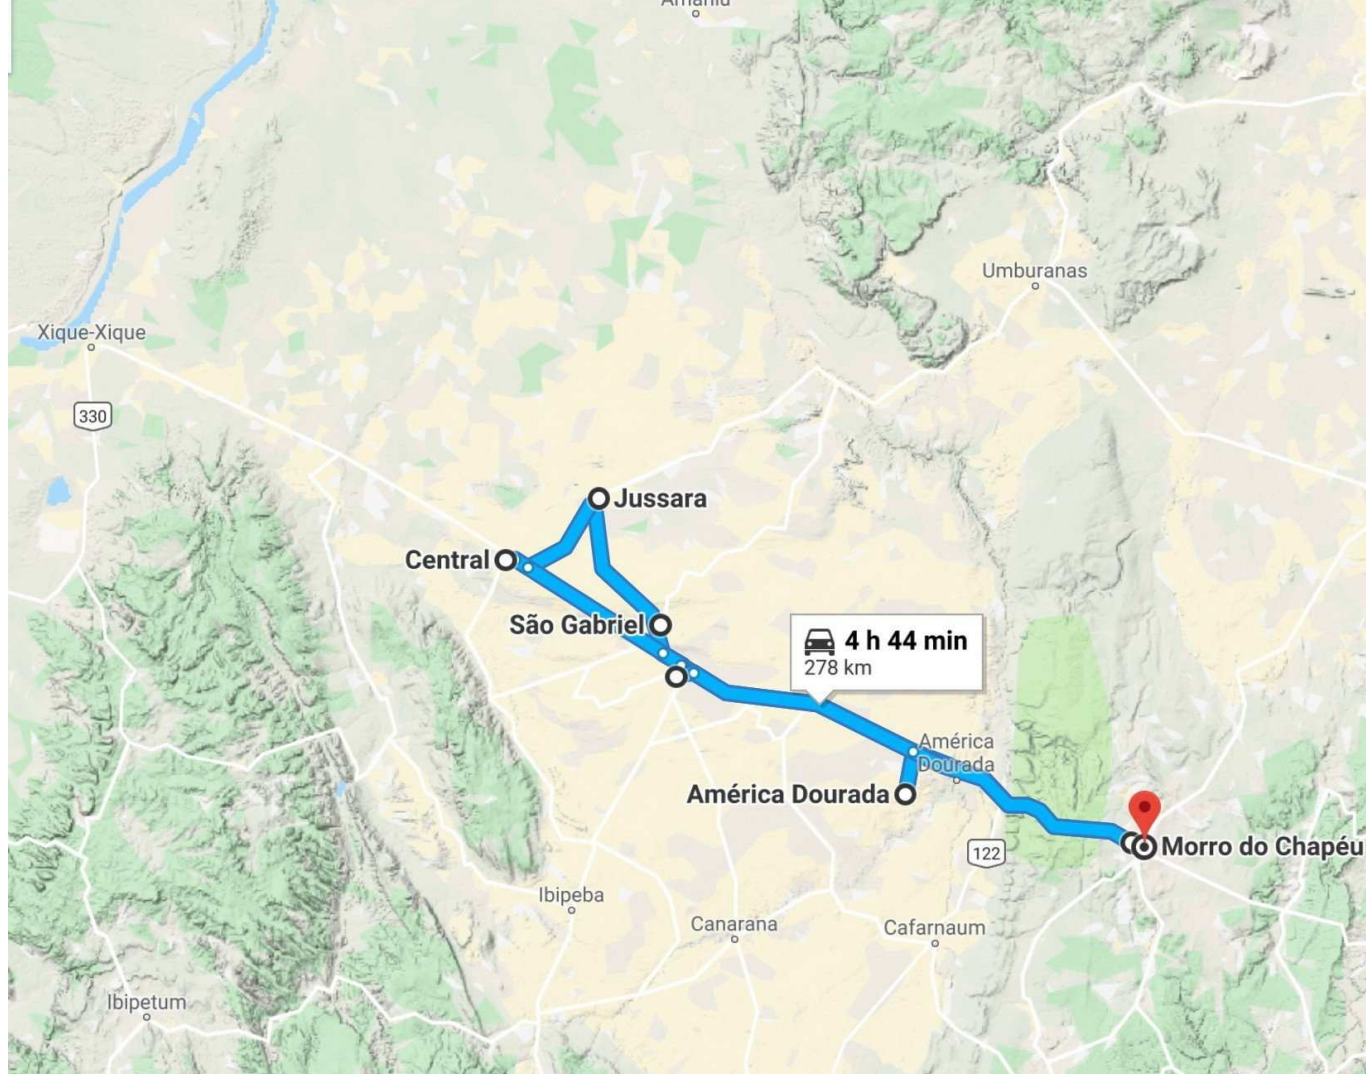 Umburanas
Xique-Xique
330
Jussara
Central
São Gabriel
4 h 44 min
278 km
América
Dourada
América Dourada
122
Morro do Chapéu
Ibipeba
Canarana
Cafarnaum
Ibipetum